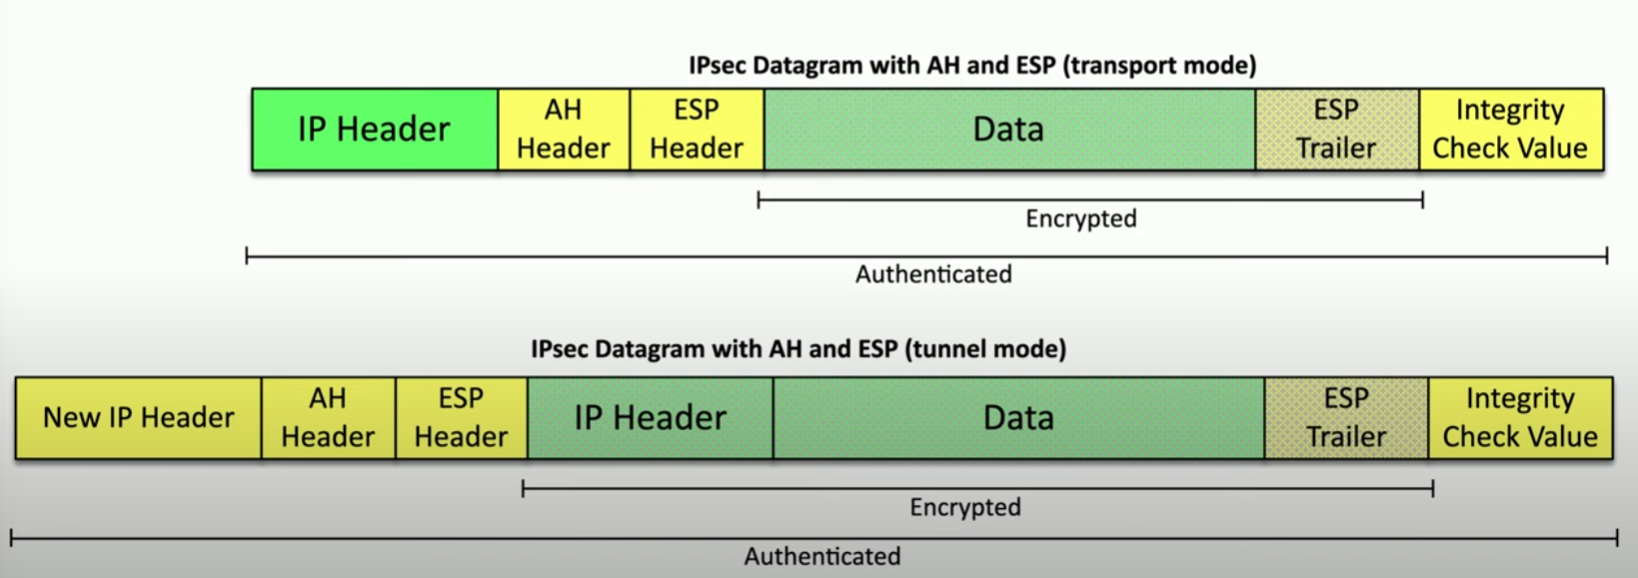 IPsec Datagram with AH and ESP (transport mode)
IP Header
AH
Header
ESP
Header
Data
ESP
Trailer
Integrity
Check Value
Encrypted
Authenticated
IPsec Datagram with AH and ESP (tunnel mode)
New IP Header
AH
Header
ESP
Header
IP Header
Data
ESP
Trailer
Integrity
Check Value
Encrypted
Authenticated